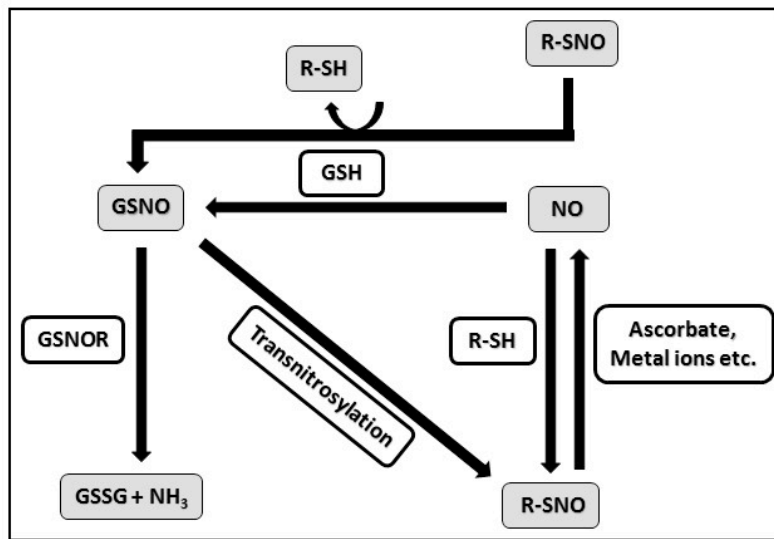 R-SNO
R-SH
GSH
GSNO
NO
GSNOR
Transnitrosylation
R-SH
Ascorbate,
Metal ions etc.
GSSG + NH₃
R-SNO